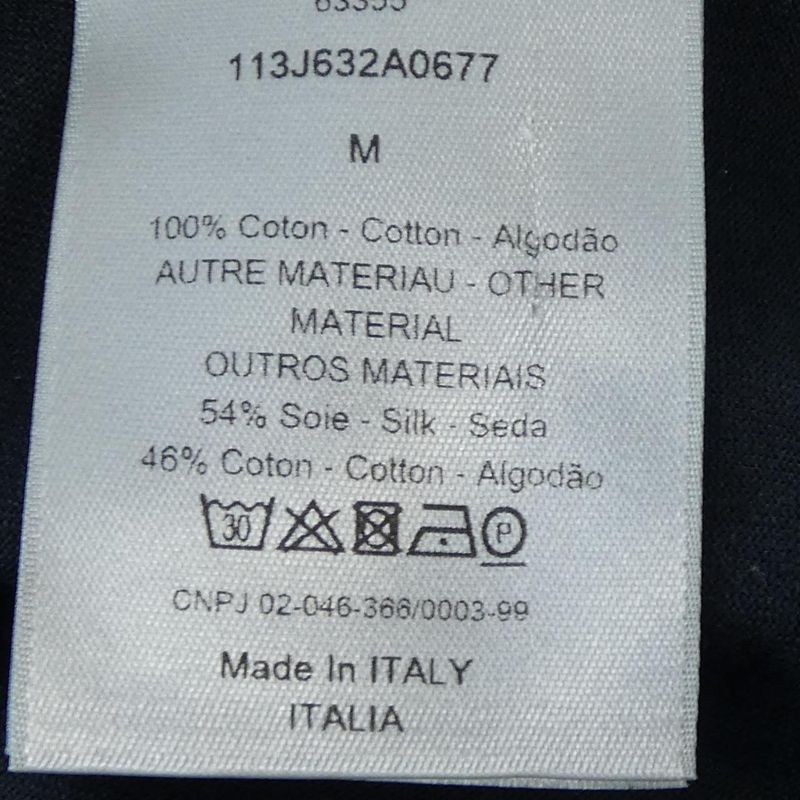 63355
113J632A0677
M
100% Coton - Cotton - Algodão
AUTRE MATERIAU - OTHER
MATERIAL
OUTROS MATERIAIS
54% Soie - Silk - Seda
46% Coton - Cotton - Algodão
30 P
CNPJ 02-046-366/0003-99
Made In ITALY
ITALIA